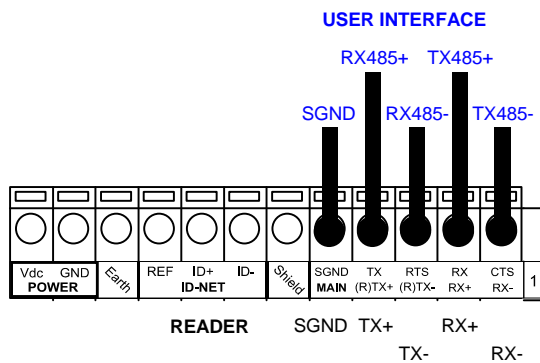 USER INTERFACE
RX485+ TX485+
SGND RX485- TX485-
Vdc GND Earth REF ID+ ID- Shield SGND TX RTS RX CTS
POWER ID-NET MAIN (R)TX+ (R)TX- RX+ RX- 1
READER SGND TX+ RX+
TX- RX-